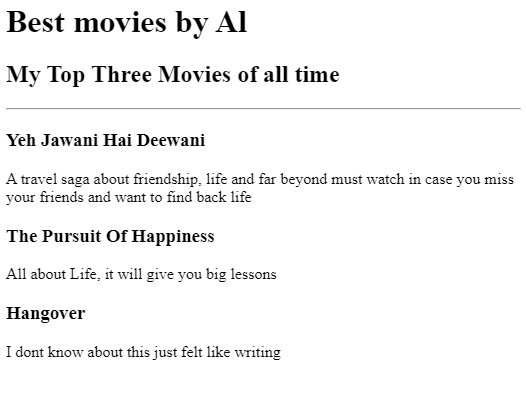 Best movies by Al
My Top Three Movies of all time
Yeh Jawani Hai Deewani
A travel saga about friendship, life and far beyond must watch in case you miss
your friends and want to find back life
The Pursuit Of Happiness
All about Life, it will give you big lessons
Hangover
I dont know about this just felt like writing